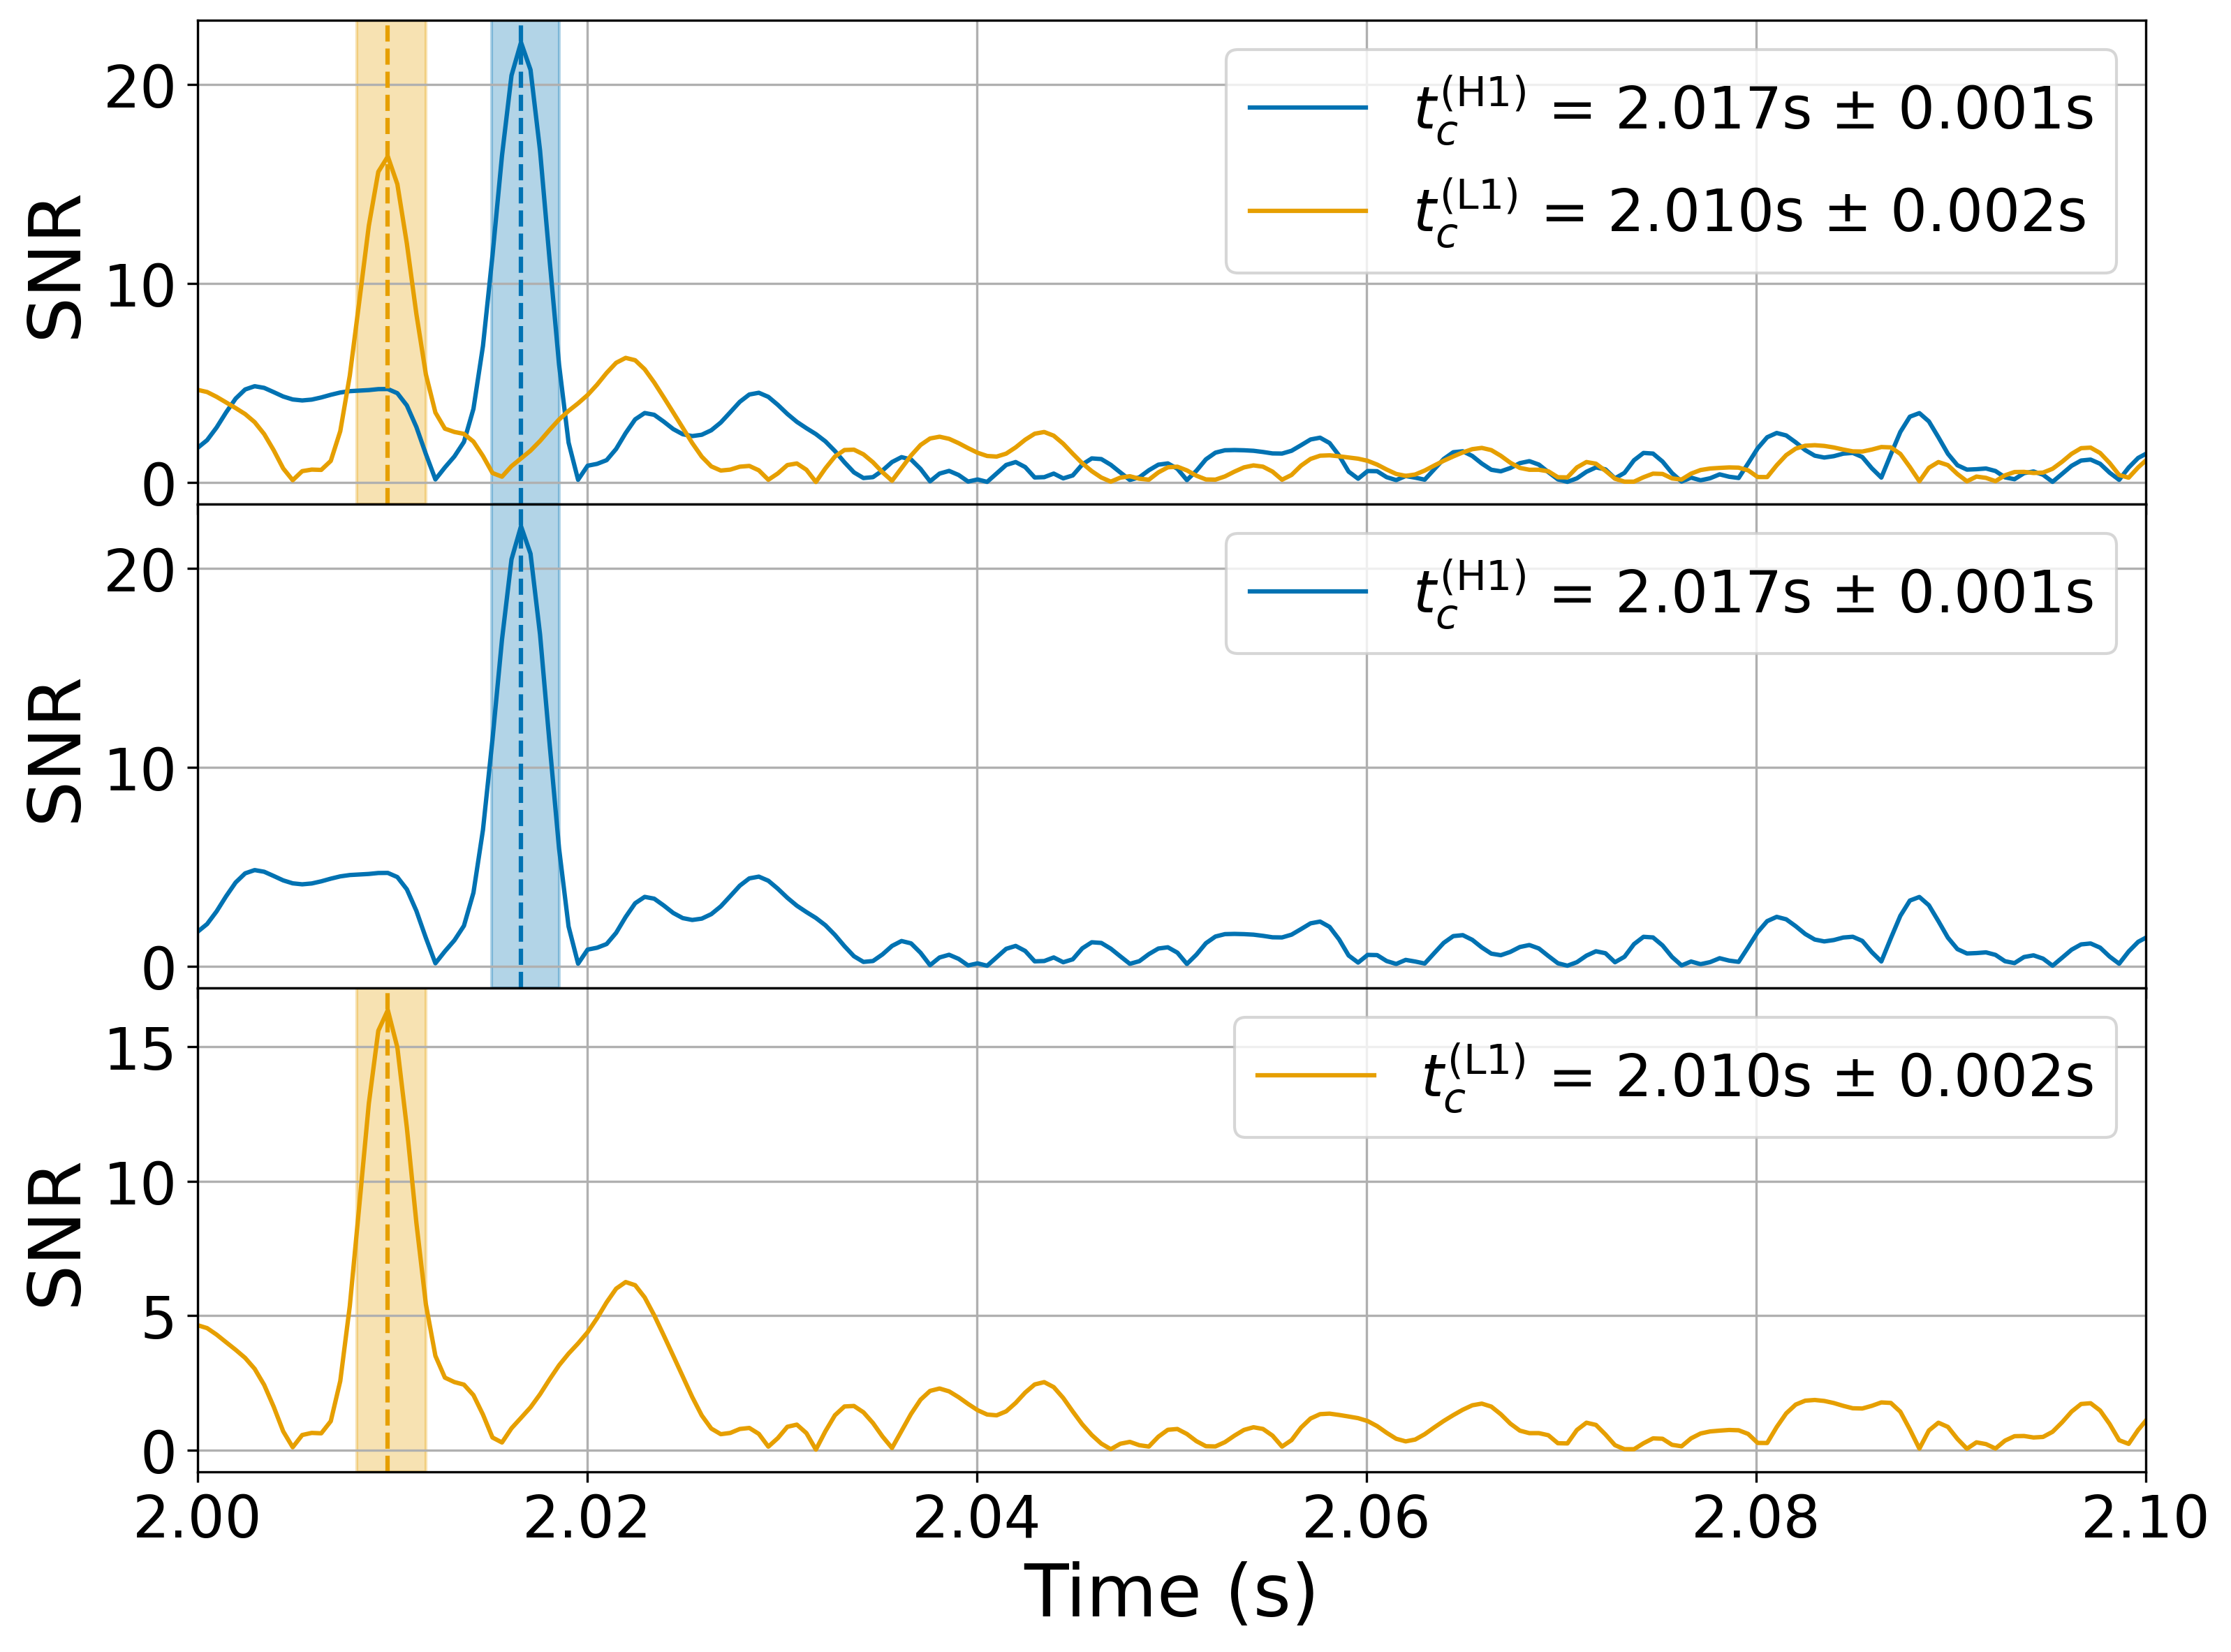 SNR
20
10
0
t_c^(H1) = 2.017s ± 0.001s
t_c^(L1) = 2.010s ± 0.002s
SNR
20
10
0
t_c^(H1) = 2.017s ± 0.001s
SNR
15
10
5
0
t_c^(L1) = 2.010s ± 0.002s
2.00 2.02 2.04 2.06 2.08 2.10
Time (s)